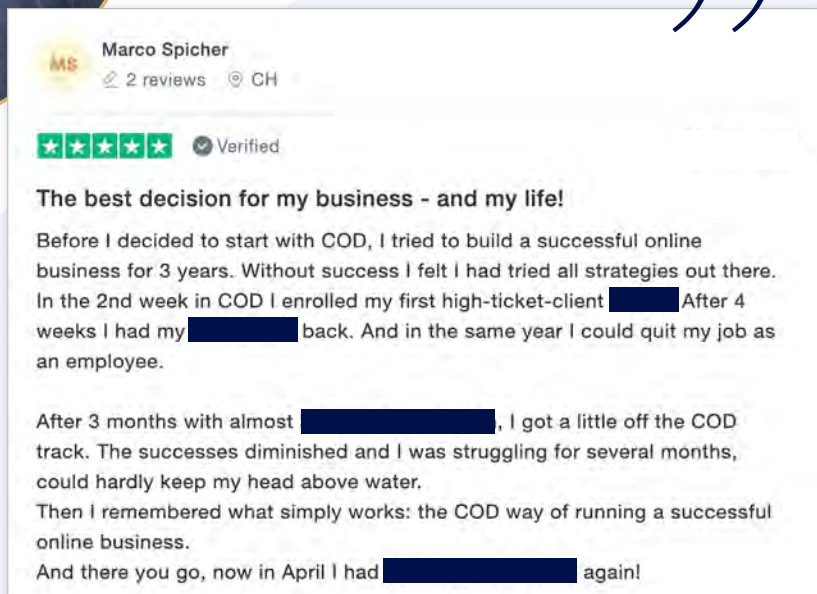 ”
MS
Marco Spicher
2 reviews CH
Verified
The best decision for my business - and my life!
Before I decided to start with COD, I tried to build a successful online
business for 3 years. Without success I felt I had tried all strategies out there.
In the 2nd week in COD I enrolled my first high-ticket-client After 4
weeks I had my back. And in the same year I could quit my job as
an employee.
After 3 months with almost , I got a little off the COD
track. The successes diminished and I was struggling for several months,
could hardly keep my head above water.
Then I remembered what simply works: the COD way of running a successful
online business.
And there you go, now in April I had again!